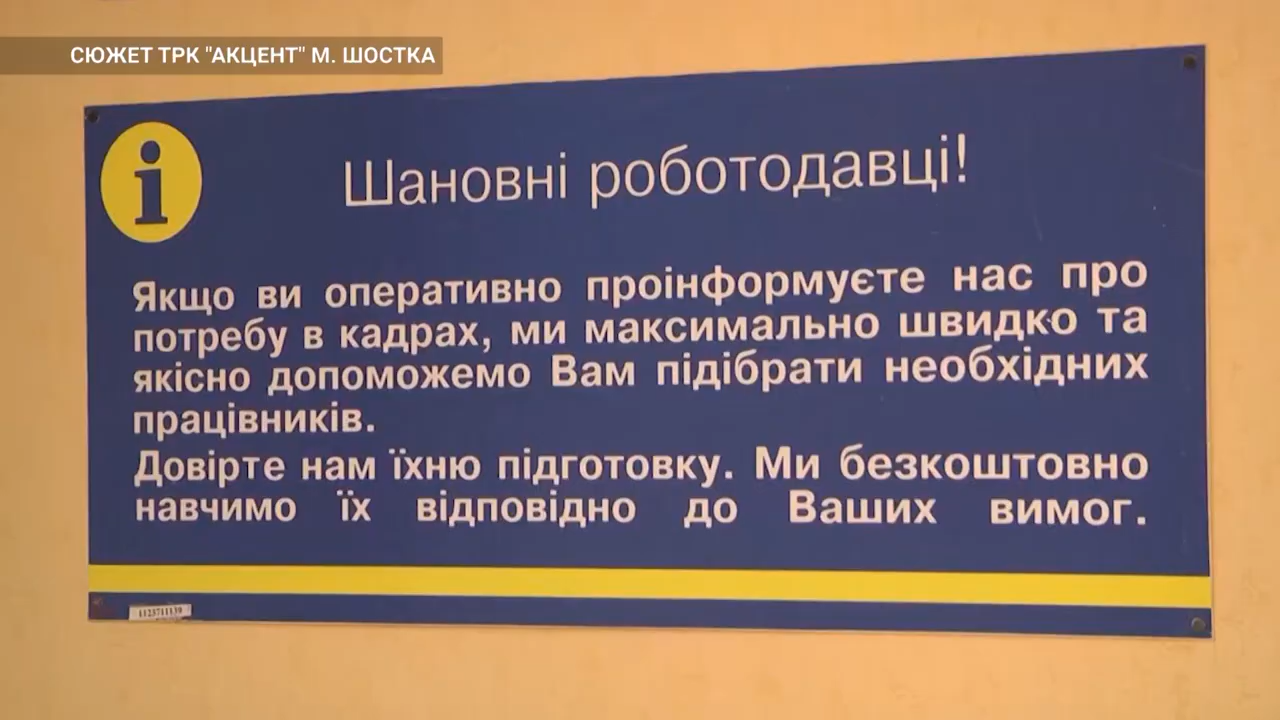 СЮЖЕТ ТРК "АКЦЕНТ" М. ШОСТКА
i
Шановні роботодавці!
Якщо ви оперативно проінформуєте нас про
потребу в кадрах, ми максимально швидко та
якісно допоможемо Вам підібрати необхідних
працівників.
Довірте нам їхню підготовку. Ми безкоштовно
навчимо їх відповідно до Ваших вимог.